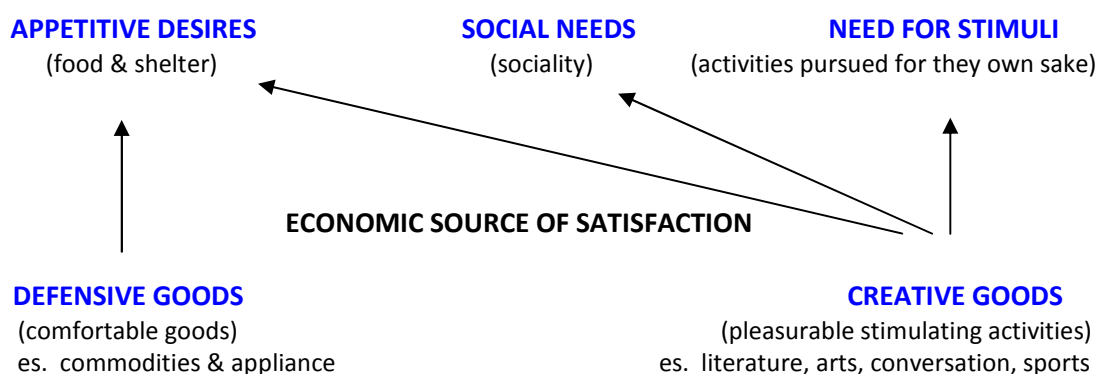 APPETITIVE DESIRES SOCIAL NEEDS NEED FOR STIMULI
(food & shelter) (sociality) (activities pursued for they own sake)
ECONOMIC SOURCE OF SATISFACTION
DEFENSIVE GOODS CREATIVE GOODS
(comfortable goods) (pleasurable stimulating activities)
es. commodities & appliance es. literature, arts, conversation, sports